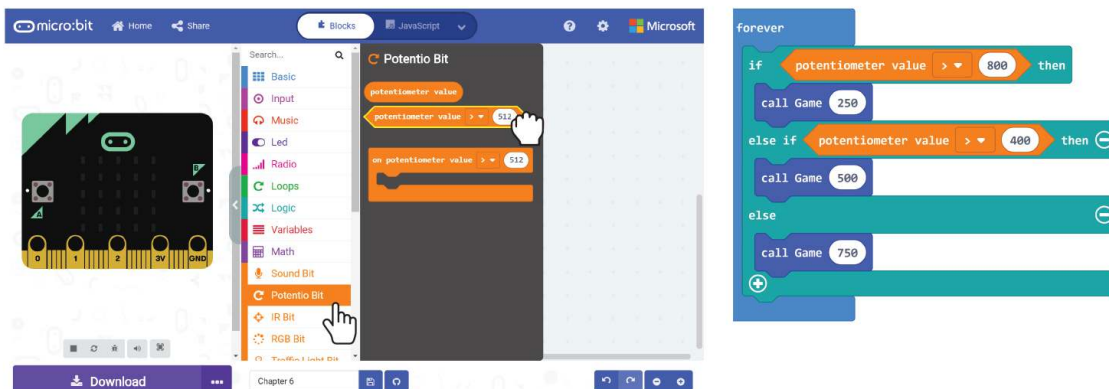 micro:bit Home Share Blocks JavaScript Microsoft
Search...
Basic
Input
Music
Led
Radio
Loops
Logic
Variables
Math
Sound Bit
Potentio Bit
IR Bit
RGB Bit
Traffic Light Bit
Potentio Bit
potentiometer value
potentiometer value > 512
on potentiometer value > 512
B
A
0 1 2 3V GND
Download
Chapter 6
forever
if potentiometer value > 800 then
call Game 250
else if potentiometer value > 400 then
call Game 500
else
call Game 750